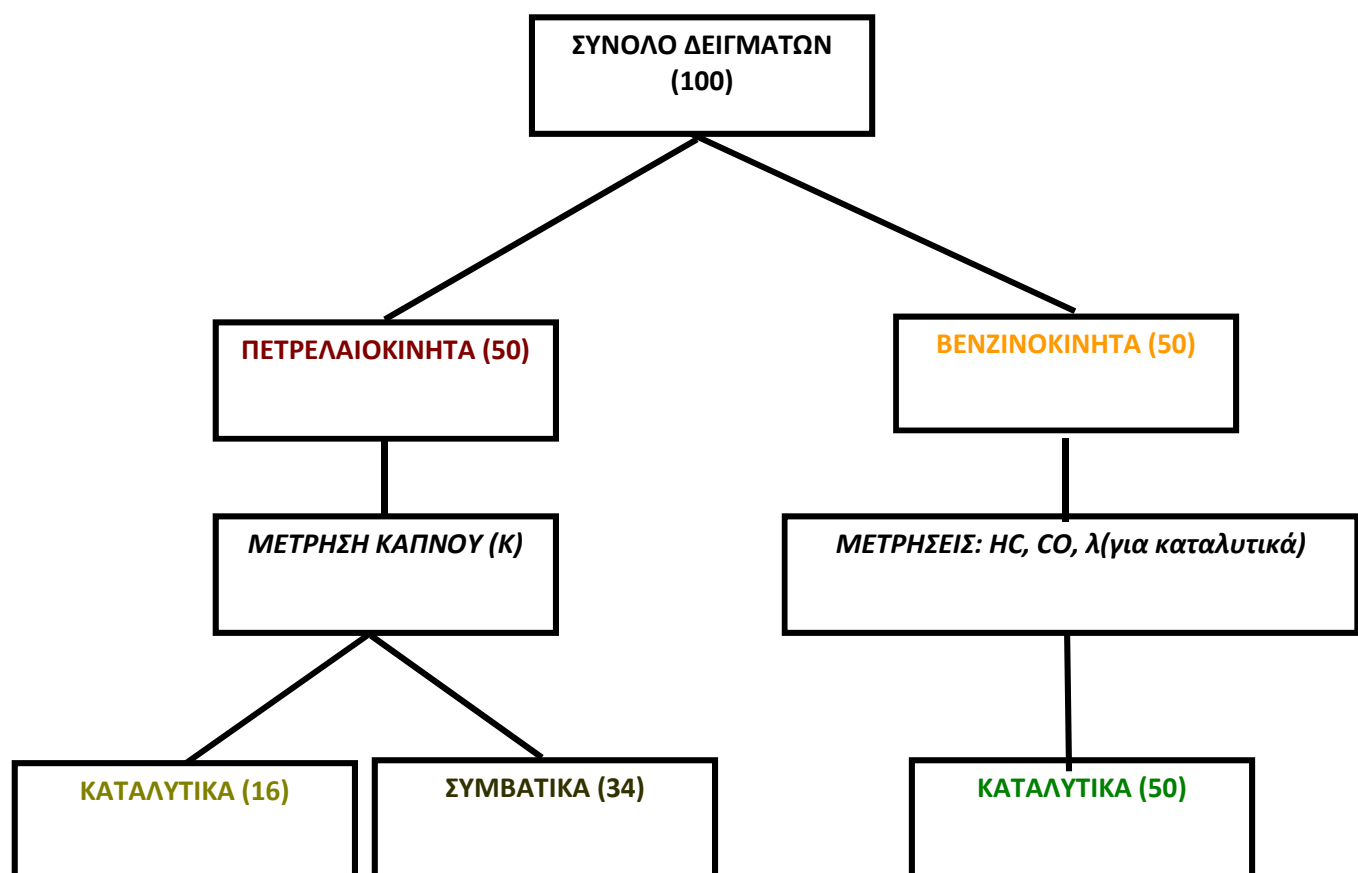 ΣΥΝΟΛΟ ΔΕΙΓΜΑΤΩΝ
(100)
ΠΕΤΡΕΛΑΙΟΚΙΝΗΤΑ (50)
ΒΕΝΖΙΝΟΚΙΝΗΤΑ (50)
ΜΕΤΡΗΣΗ ΚΑΠΝΟΥ (Κ)
ΜΕΤΡΗΣΕΙΣ: HC, CO, λ(για καταλυτικά)
ΚΑΤΑΛΥΤΙΚΑ (16)
ΣΥΜΒΑΤΙΚΑ (34)
ΚΑΤΑΛΥΤΙΚΑ (50)